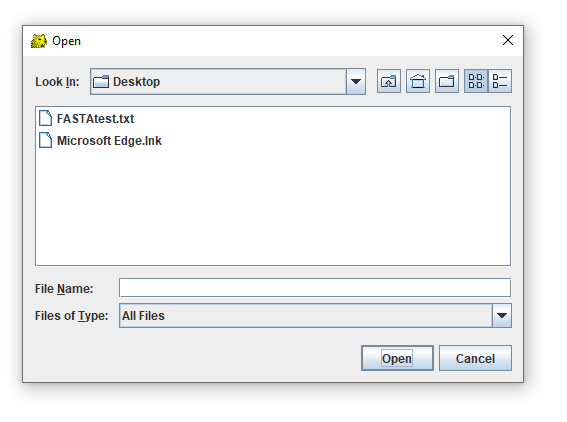 Open
Look In: Desktop
FASTAtest.txt
Microsoft Edge.lnk
File Name:
Files of Type: All Files
Open Cancel